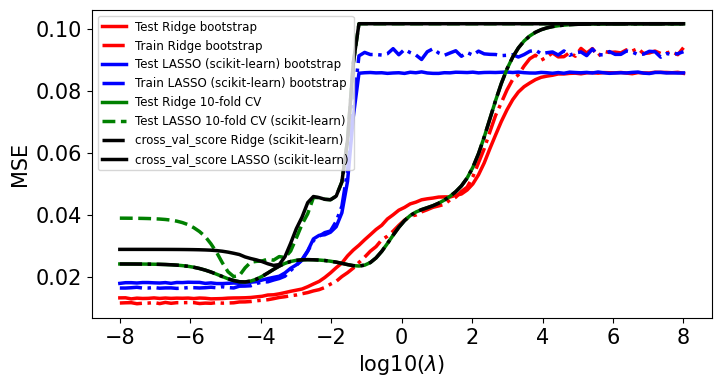 MSE
0.10
0.08
0.06
0.04
0.02
Test Ridge bootstrap
Train Ridge bootstrap
Test LASSO (scikit-learn) bootstrap
Train LASSO (scikit-learn) bootstrap
Test Ridge 10-fold CV
Test LASSO 10-fold CV (scikit-learn)
cross_val_score Ridge (scikit-learn)
cross_val_score LASSO (scikit-learn)
−8 −6 −4 −2 0 2 4 6 8
log10(λ)